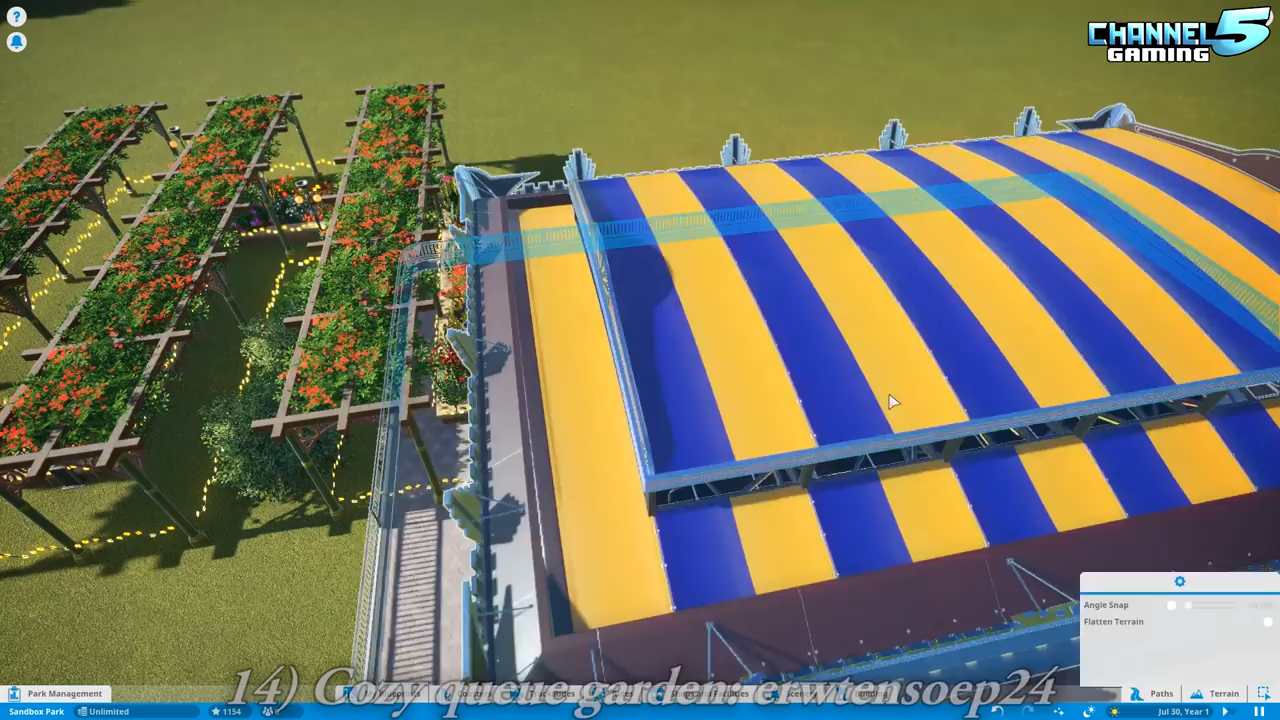 ?
CHANNEL 5
GAMING
Angle Snap
Flatten Terrain
14) Cozy queue garden: erwtensoep24
Park Management
Paths
Terrain
Sandbox Park
Unlimited
1154
Jul 30, Year 1